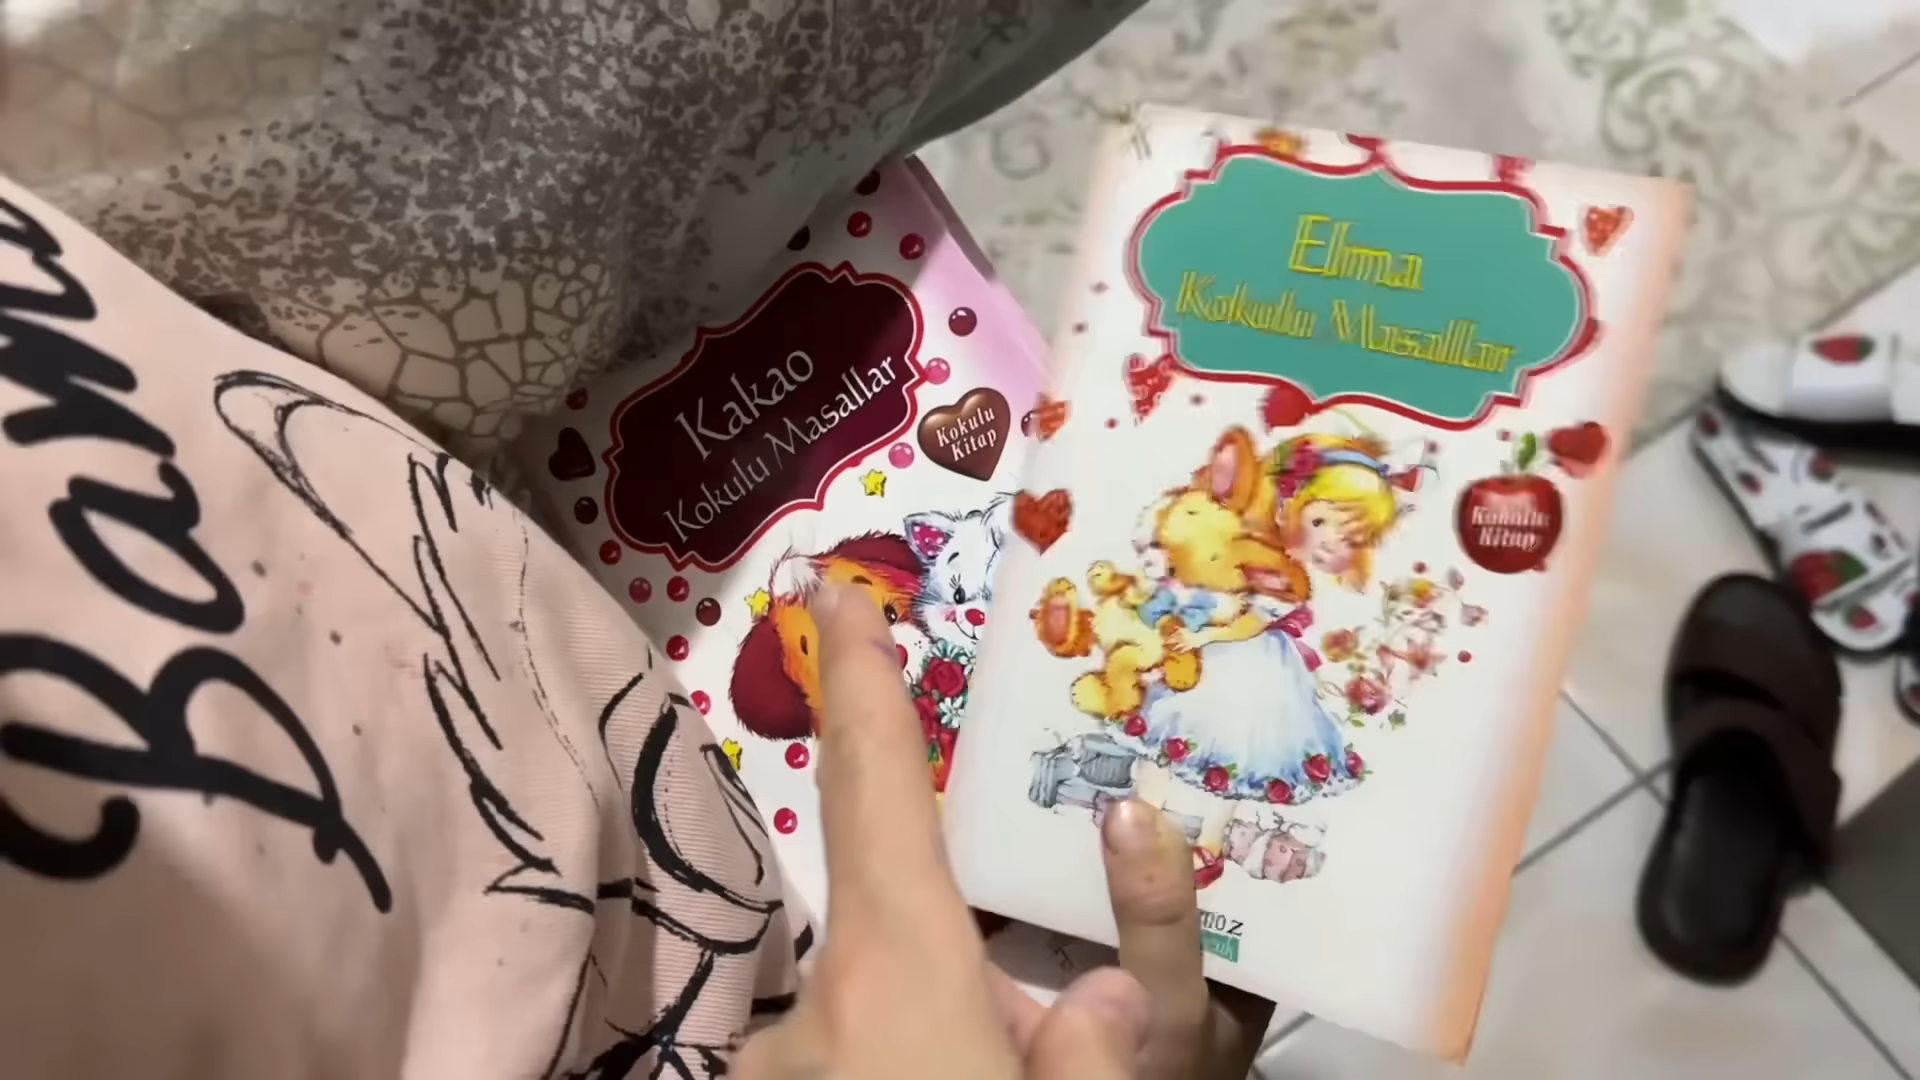 Kakao
Kokulu Masallar
Kokulu
Kitap
Elma
Kokulu Masallar
Kokulu
Kitap